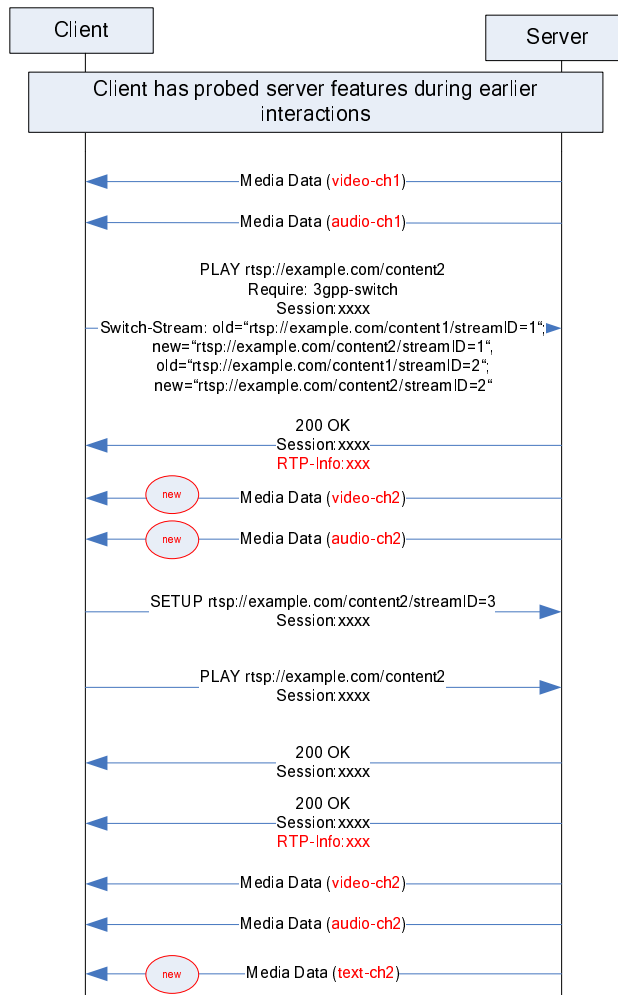 Client
Server
Client has probed server features during earlier
interactions
Media Data (video-ch1)
Media Data (audio-ch1)
PLAY rtsp://example.com/content2
Require: 3gpp-switch
Session:xxxx
Switch-Stream: old=“rtsp://example.com/content1/streamID=1“;
new=“rtsp://example.com/content2/streamID=1“,
old=“rtsp://example.com/content1/streamID=2“;
new=“rtsp://example.com/content2/streamID=2“
200 OK
Session:xxxx
RTP-Info:xxx
new
Media Data (video-ch2)
new
Media Data (audio-ch2)
SETUP rtsp://example.com/content2/streamID=3
Session:xxxx
PLAY rtsp://example.com/content2
Session:xxxx
200 OK
Session:xxxx
200 OK
Session:xxxx
RTP-Info:xxx
Media Data (video-ch2)
Media Data (audio-ch2)
new
Media Data (text-ch2)